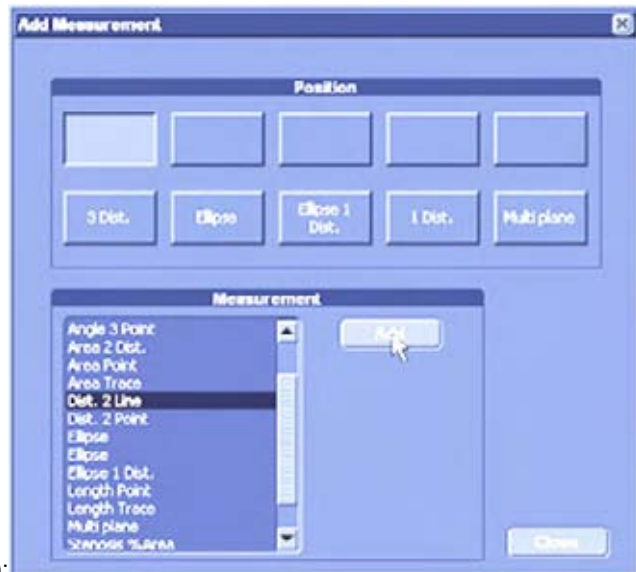 Add Measurement
Position
3 Dist.
Ellipse
Ellipse 1 Dist.
1 Dist.
Multi plane
Measurement
Angle 3 Point
Area 2 Dist.
Area Point
Area Trace
Dist. 2 Line
Dist. 2 Point
Ellipse
Ellipse
Ellipse 1 Dist.
Length Point
Length Trace
Multi plane
Stenosis %Area
Add
Close